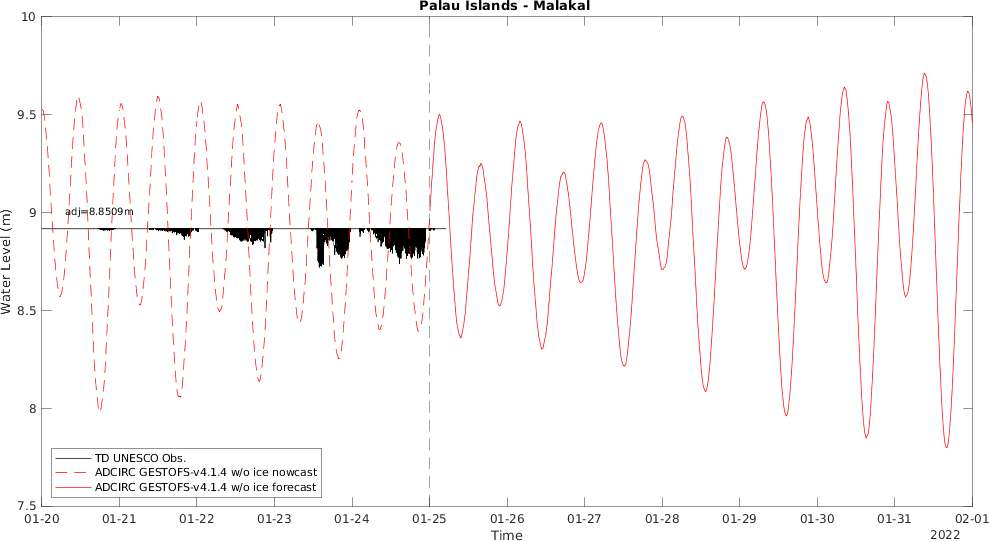 Palau Islands - Malakal
10
9.5
9
8.5
8
7.5
Water Level (m)
adj=8.8509m
TD UNESCO Obs.
ADCIRC GESTOFS-v4.1.4 w/o ice nowcast
ADCIRC GESTOFS-v4.1.4 w/o ice forecast
01-20 01-21 01-22 01-23 01-24 01-25 01-26 01-27 01-28 01-29 01-30 01-31 02-01
Time
2022